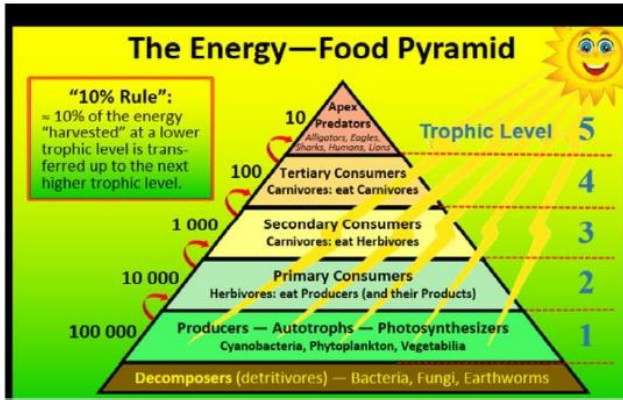 The Energy—Food Pyramid
"10% Rule":
≈ 10% of the energy
"harvested" at a lower
trophic level is trans-
ferred up to the next
higher trophic level.
10
Apex
Predators
Alligators, Eagles,
Sharks, Humans, Lions
Trophic Level 5
100
Tertiary Consumers
Carnivores: eat Carnivores
4
1 000
Secondary Consumers
Carnivores: eat Herbivores
3
10 000
Primary Consumers
Herbivores: eat Producers (and their Products)
2
100 000
Producers — Autotrophs — Photosynthesizers
Cyanobacteria, Phytoplankton, Vegetabilia
1
Decomposers (detritivores) — Bacteria, Fungi, Earthworms